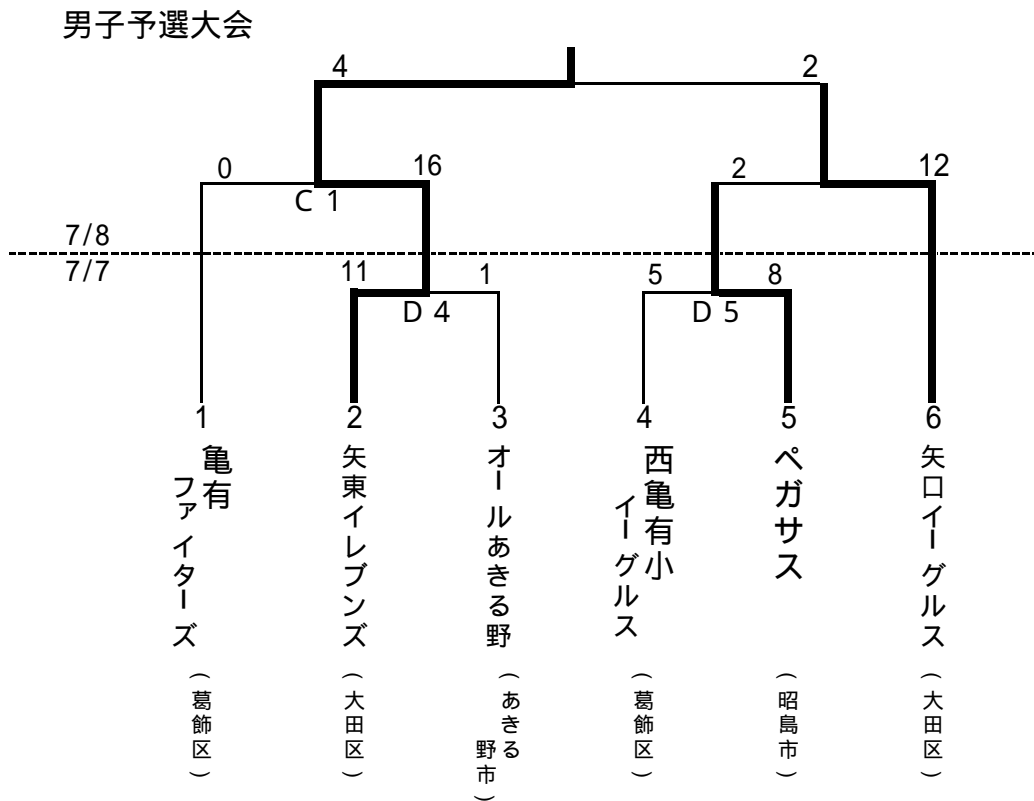 男子予選大会
4
2
0
16
2
12
C 1
7/8
7/7
11
1
5
8
D 4
D 5
1
2
3
4
5
6
亀有
ファイターズ
(葛飾区)
矢東イレブンズ
(大田区)
オールあきる野
(あきる
野市)
西亀有小
イーグルス
(葛飾区)
ペガサス
(昭島市)
矢口イーグルス
(大田区)